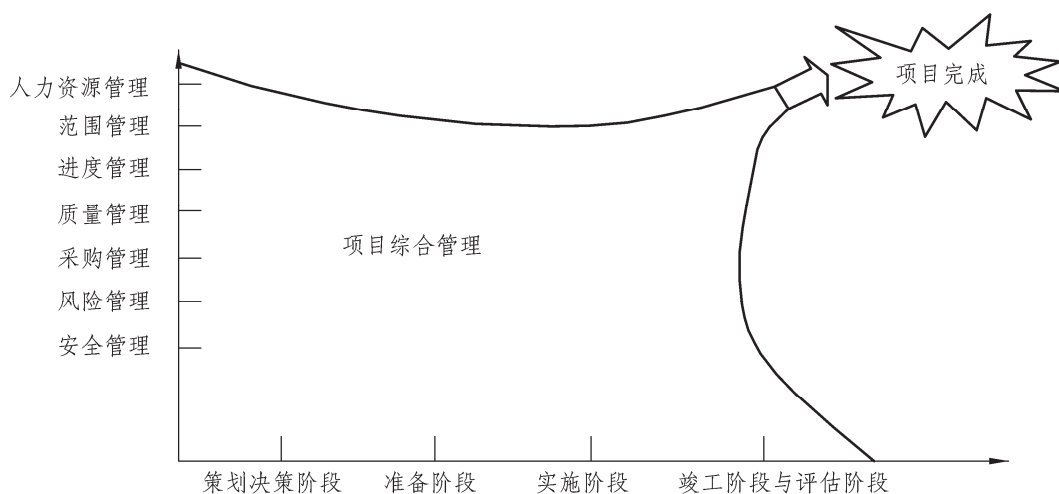 项目完成
人力资源管理
范围管理
进度管理
质量管理
项目综合管理
采购管理
风险管理
安全管理
策划决策阶段
准备阶段
实施阶段
竣工阶段与评估阶段